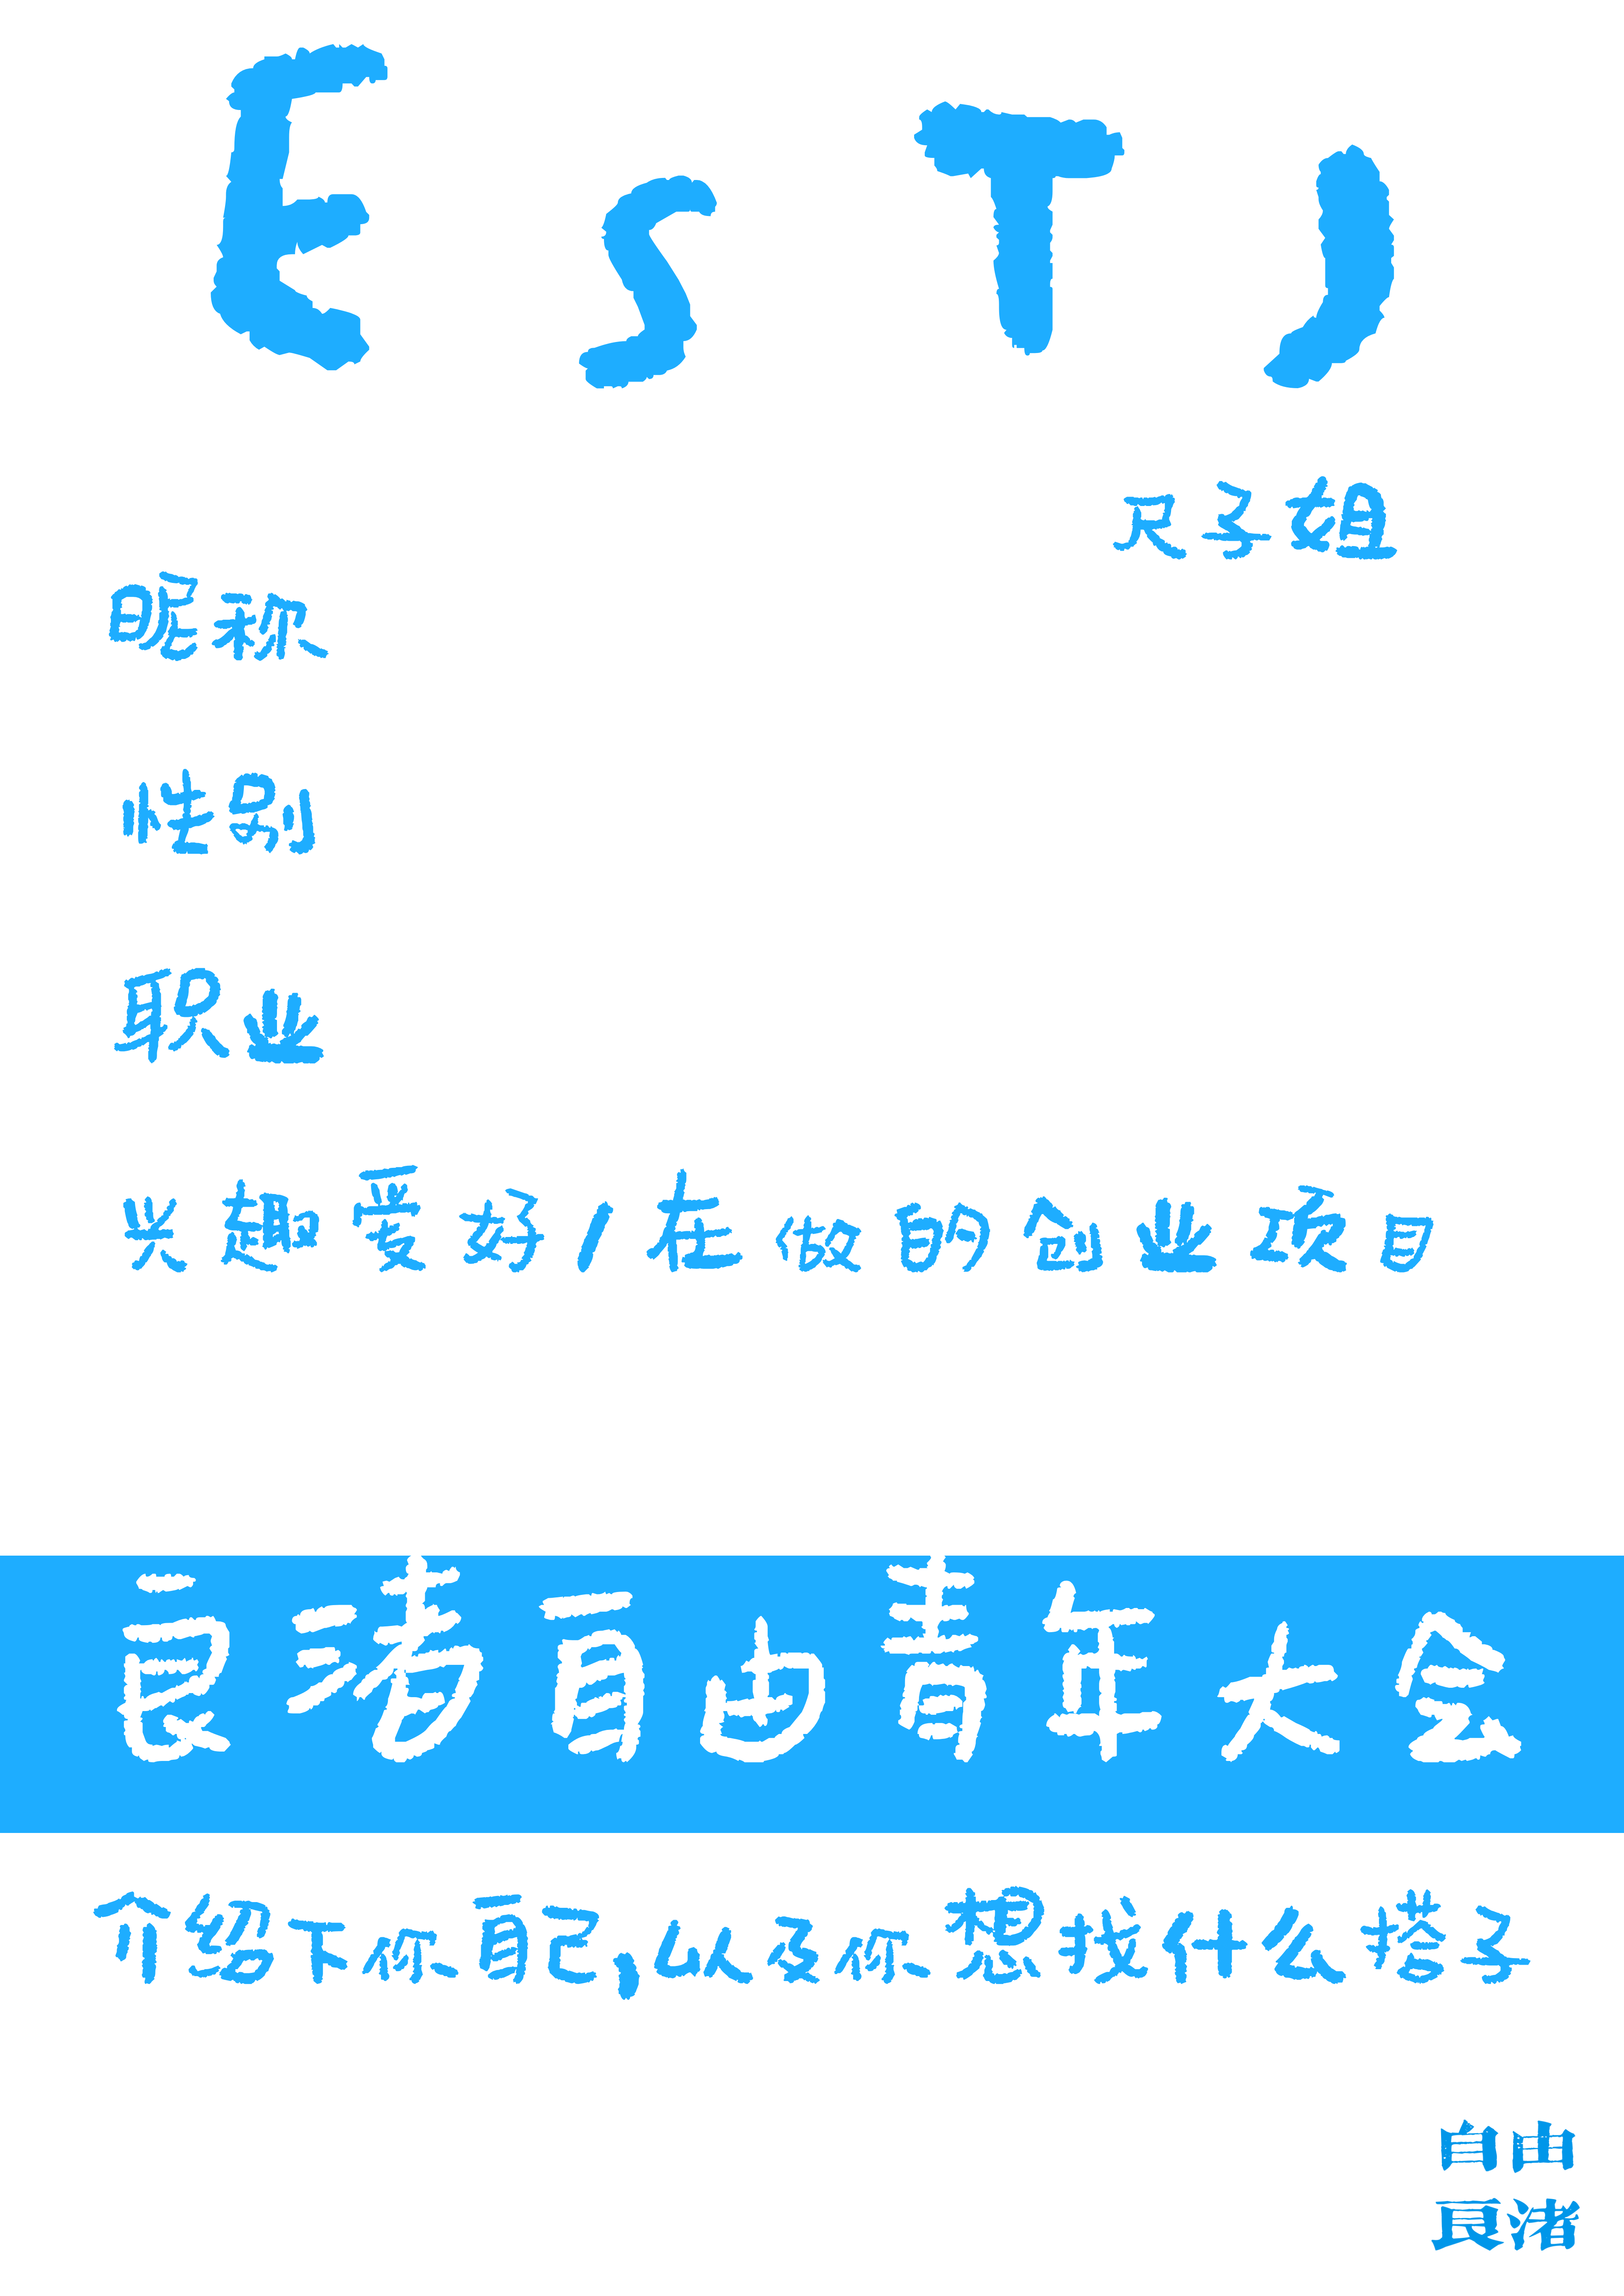 ESTJ
尺子姐
昵称
性别
职业
兴趣爱好/在做的创业项目
良渚自由青年大会
介绍下你自己,以及你想找什么搭子
自由
良渚